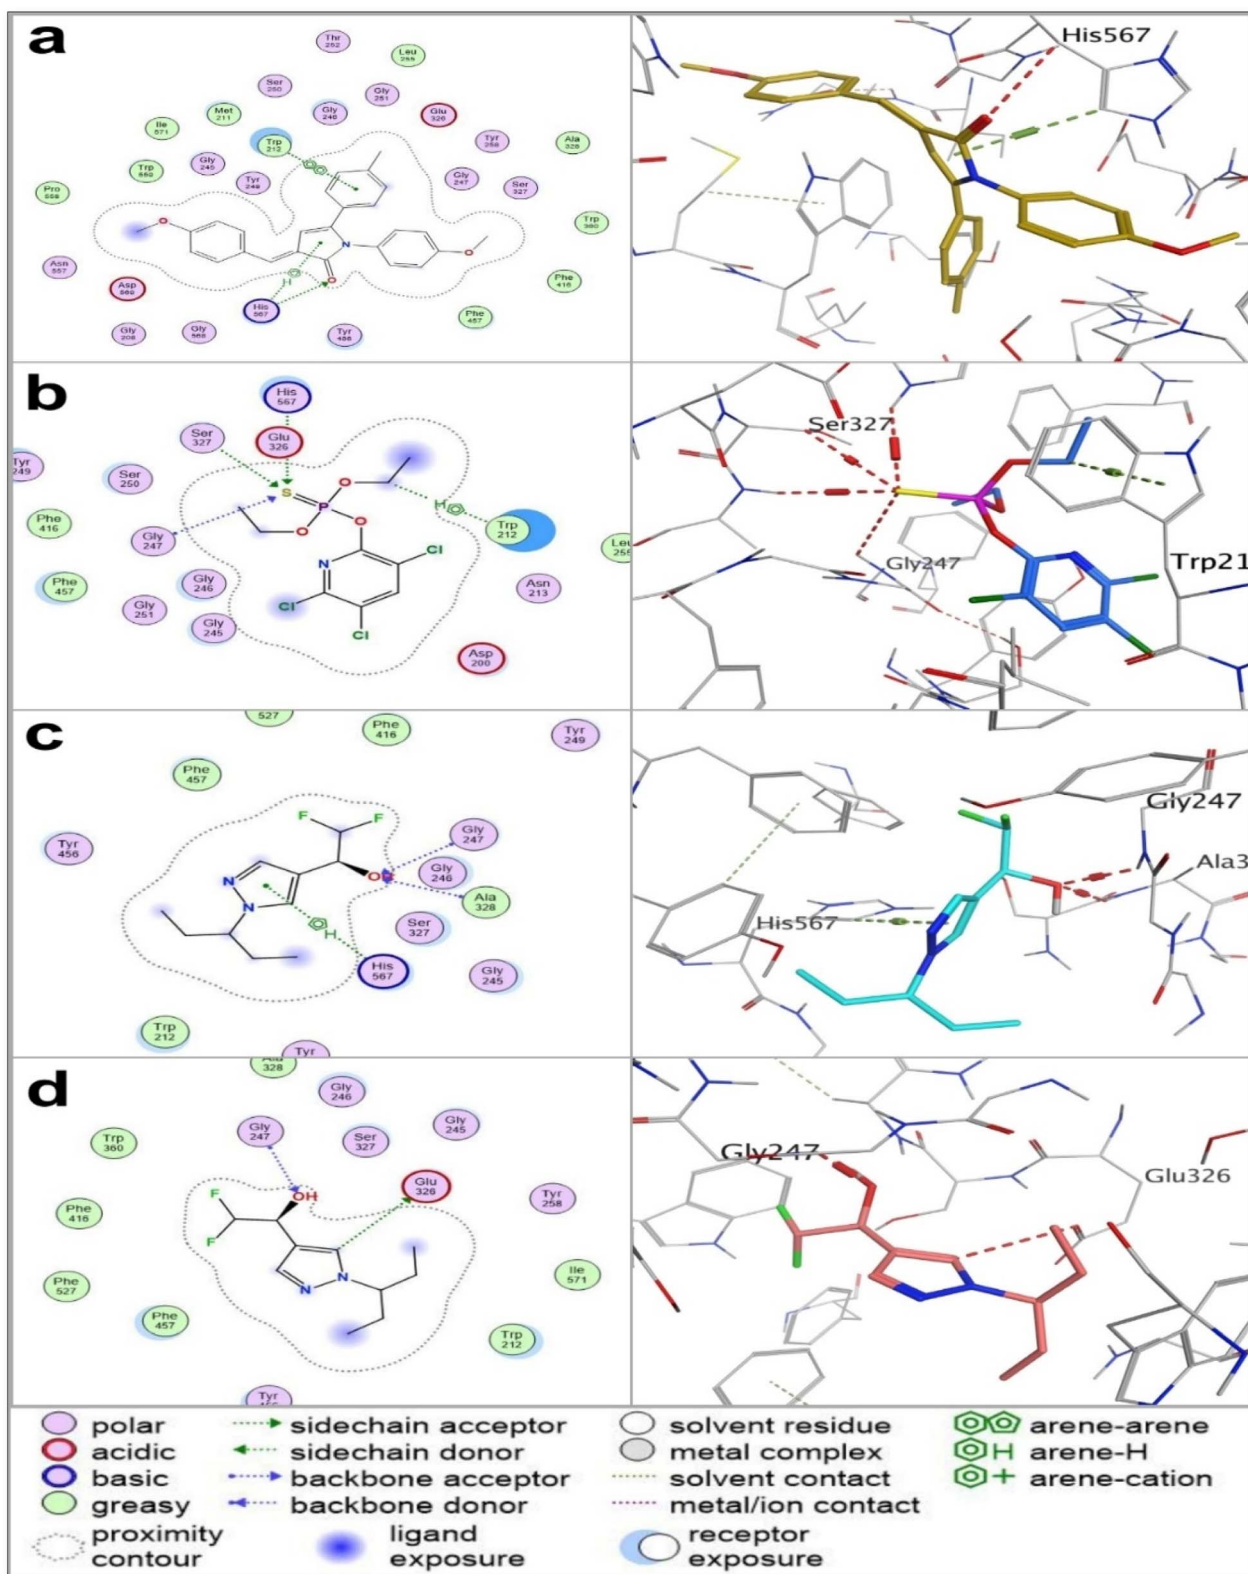 a
Thr
252
Leu
255
Ser
250
Gly
251
Met
211
Gly
246
Glu
326
Ile
571
Trp
212
Tyr
258
Ala
328
Gly
245
Gly
247
Tyr
249
Ser
327
Pro
Trp
360
Asn
557
Phe
416
Asp
His
567
Phe
457
Gly
Gly
Tyr
N
O
O
O
H
His567
b
His
567
Ser
327
Glu
326
Tyr
249
Ser
250
S
O
P
O
O
H
Trp
212
Phe
416
Gly
247
Leu
255
Cl
N
Phe
457
Gly
246
Asn
213
Gly
251
Cl
Gly
245
Cl
Asp
200
Ser327
Gly247
Trp21
c
527
Phe
416
Tyr
249
Phe
457
F
F
Tyr
456
Gly
247
Gly
246
OH
N
N
Ala
328
Ser
327
H
His
567
Gly
245
Trp
212
Tyr
Gly247
Ala3
His567
d
Ala
328
Gly
246
Gly
247
Gly
245
Trp
360
Ser
327
Glu
326
F
OH
Tyr
258
Phe
416
F
N
N
Ile
571
Phe
527
Phe
457
Trp
212
Tyr
Gly247
Glu326
polar sidechain acceptor solvent residue arene-arene
acidic sidechain donor metal complex H arene-H
basic backbone acceptor solvent contact + arene-cation
greasy backbone donor metal/ion contact
proximity ligand receptor
contour exposure exposure